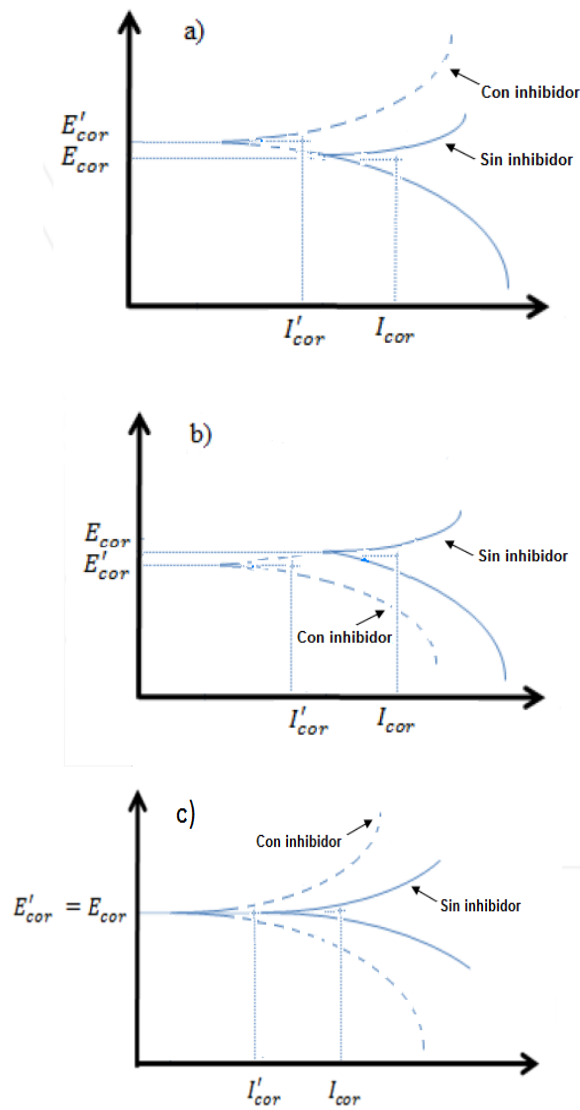 a)
Con inhibidor
E'cor
Ecor
Sin inhibidor
I'cor
Icor
b)
Ecor
E'cor
Sin inhibidor
Con inhibidor
I'cor
Icor
c)
Con inhibidor
E'cor = Ecor
Sin inhibidor
I'cor
Icor